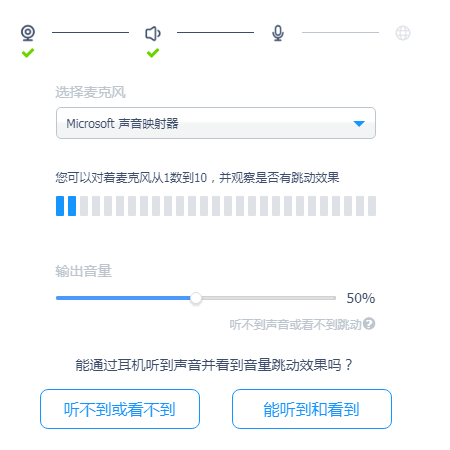 选择麦克风
Microsoft 声音映射器
您可以对着麦克风从1数到10，并观察是否有跳动效果
输出音量
50%
听不到声音或看不到跳动?
能通过耳机听到声音并看到音量跳动效果吗？
听不到或看不到
能听到和看到